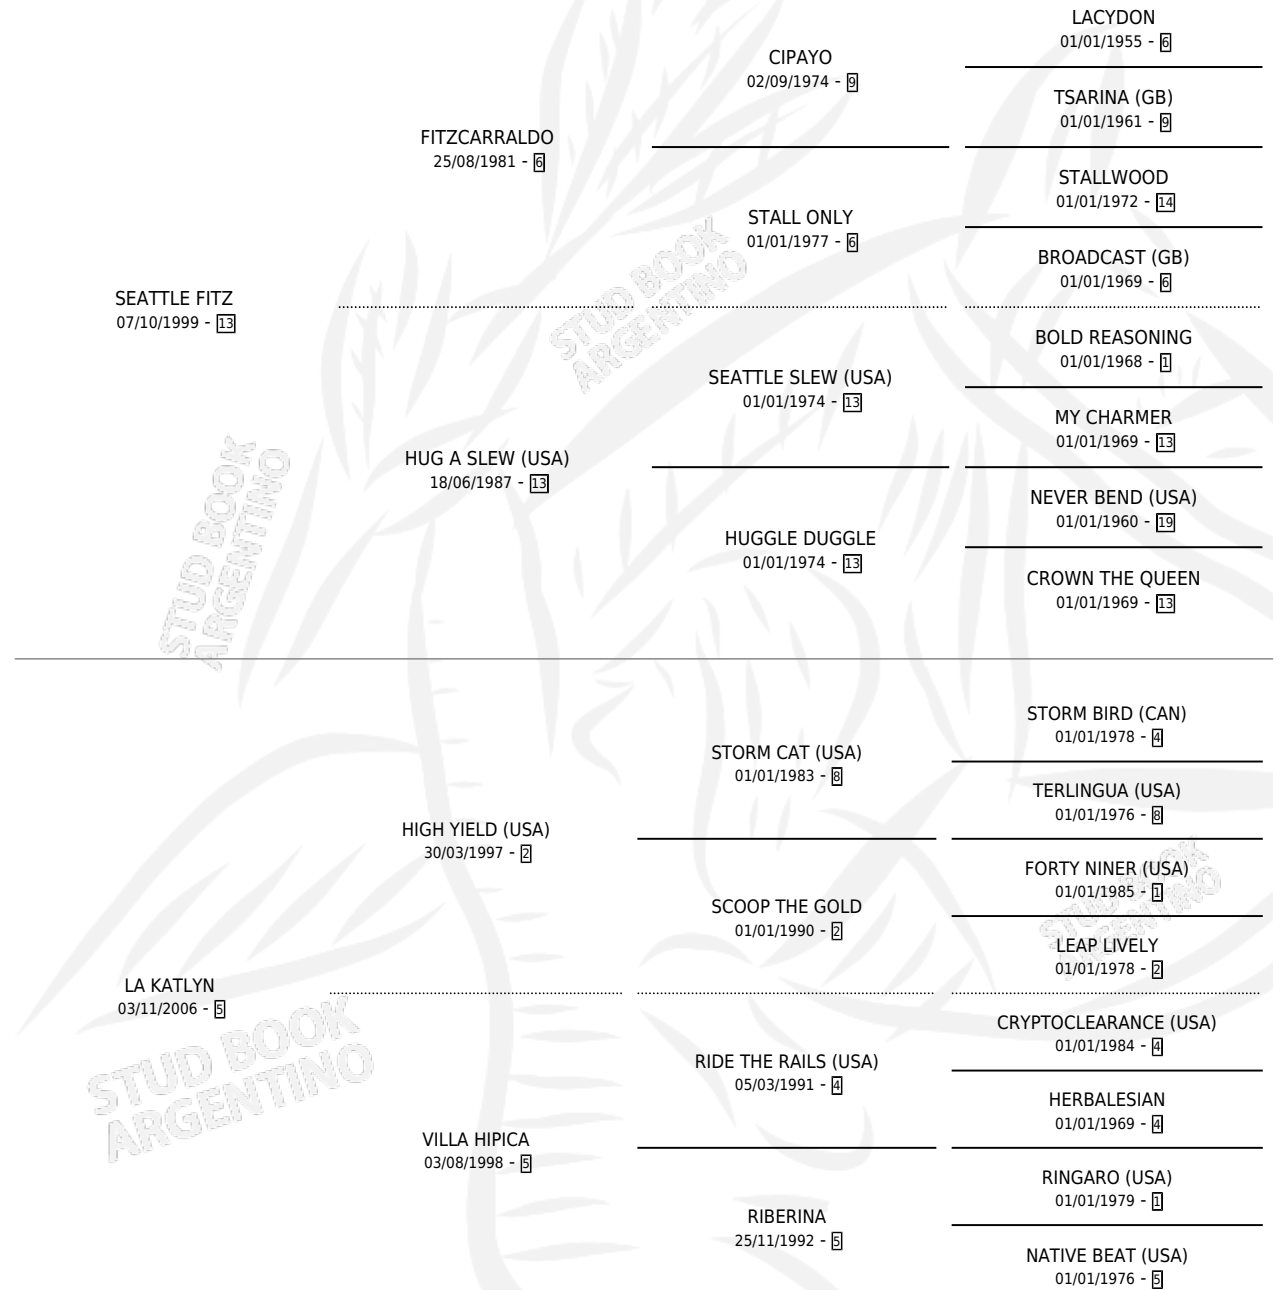 LACYDON
01/01/1955 - 6
CIPAYO
02/09/1974 - 9
TSARINA (GB)
01/01/1961 - 9
FITZCARRALDO
25/08/1981 - 6
STALLWOOD
01/01/1972 - 14
STALL ONLY
01/01/1977 - 6
BROADCAST (GB)
01/01/1969 - 6
SEATTLE FITZ
07/10/1999 - 13
BOLD REASONING
01/01/1968 - 1
SEATTLE SLEW (USA)
01/01/1974 - 13
MY CHARMER
01/01/1969 - 13
HUG A SLEW (USA)
18/06/1987 - 13
NEVER BEND (USA)
01/01/1960 - 19
HUGGLE DUGGLE
01/01/1974 - 13
CROWN THE QUEEN
01/01/1969 - 13
STUD BOOK
ARGENTINO
STUD BOOK
ARGENTINO
STORM BIRD (CAN)
01/01/1978 - 4
STORM CAT (USA)
01/01/1983 - 8
TERLINGUA (USA)
01/01/1976 - 8
HIGH YIELD (USA)
30/03/1997 - 2
FORTY NINER (USA)
01/01/1985 - 1
SCOOP THE GOLD
01/01/1990 - 2
LEAP LIVELY
01/01/1978 - 2
STUD BOOK
ARGENTINO
LA KATLYN
03/11/2006 - 5
CRYPTOCLEARANCE (USA)
01/01/1984 - 4
RIDE THE RAILS (USA)
05/03/1991 - 4
HERBALESIAN
01/01/1969 - 4
STUD BOOK
ARGENTINO
VILLA HIPICA
03/08/1998 - 5
RINGARO (USA)
01/01/1979 - 1
RIBERINA
25/11/1992 - 5
NATIVE BEAT (USA)
01/01/1976 - 5